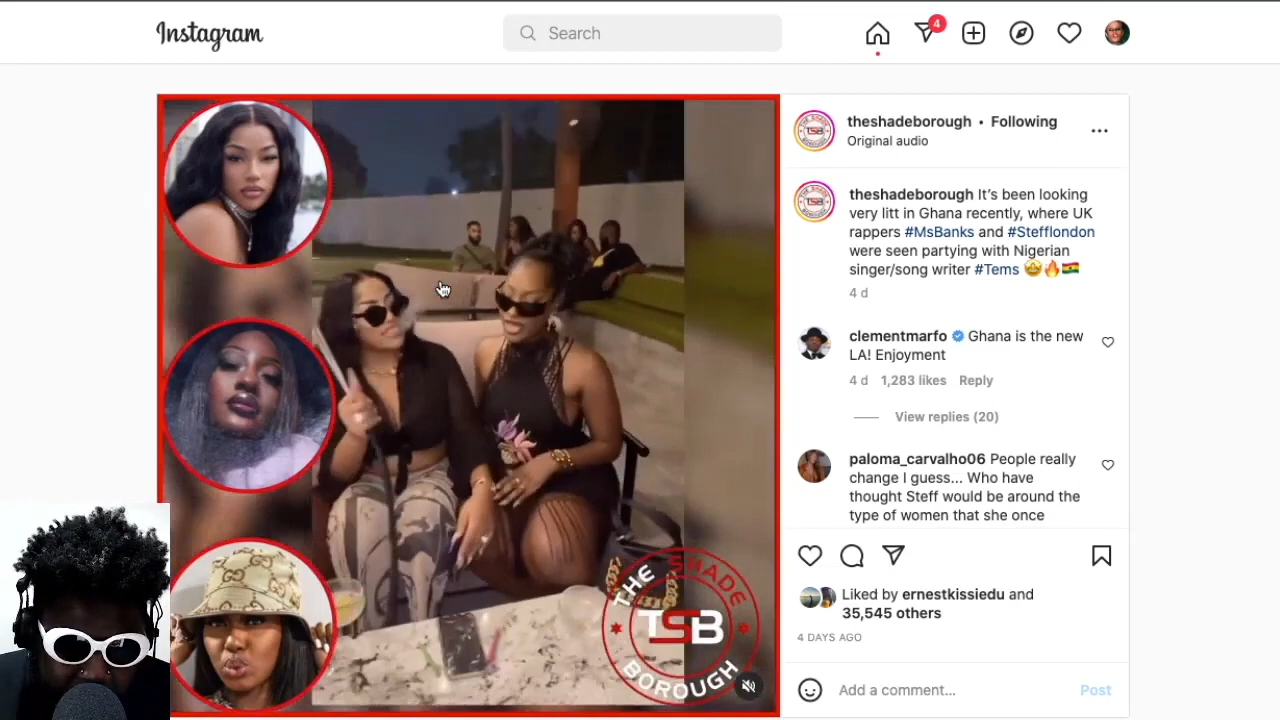 Instagram
Search
4
theshadeborough • Following
Original audio
theshadeborough It’s been looking
very litt in Ghana recently, where UK
rappers #MsBanks and #Stefflondon
were seen partying with Nigerian
singer/song writer #Tems 🤩🔥🇬🇭
4 d
clementmarfo Ghana is the new
LA! Enjoyment
4 d 1,283 likes Reply
View replies (20)
paloma_carvalho06 People really
change I guess... Who have
thought Steff would be around the
type of women that she once
Liked by ernestkissiedu and
35,545 others
4 DAYS AGO
Add a comment... Post
THE SHADE
TSB
BOROUGH